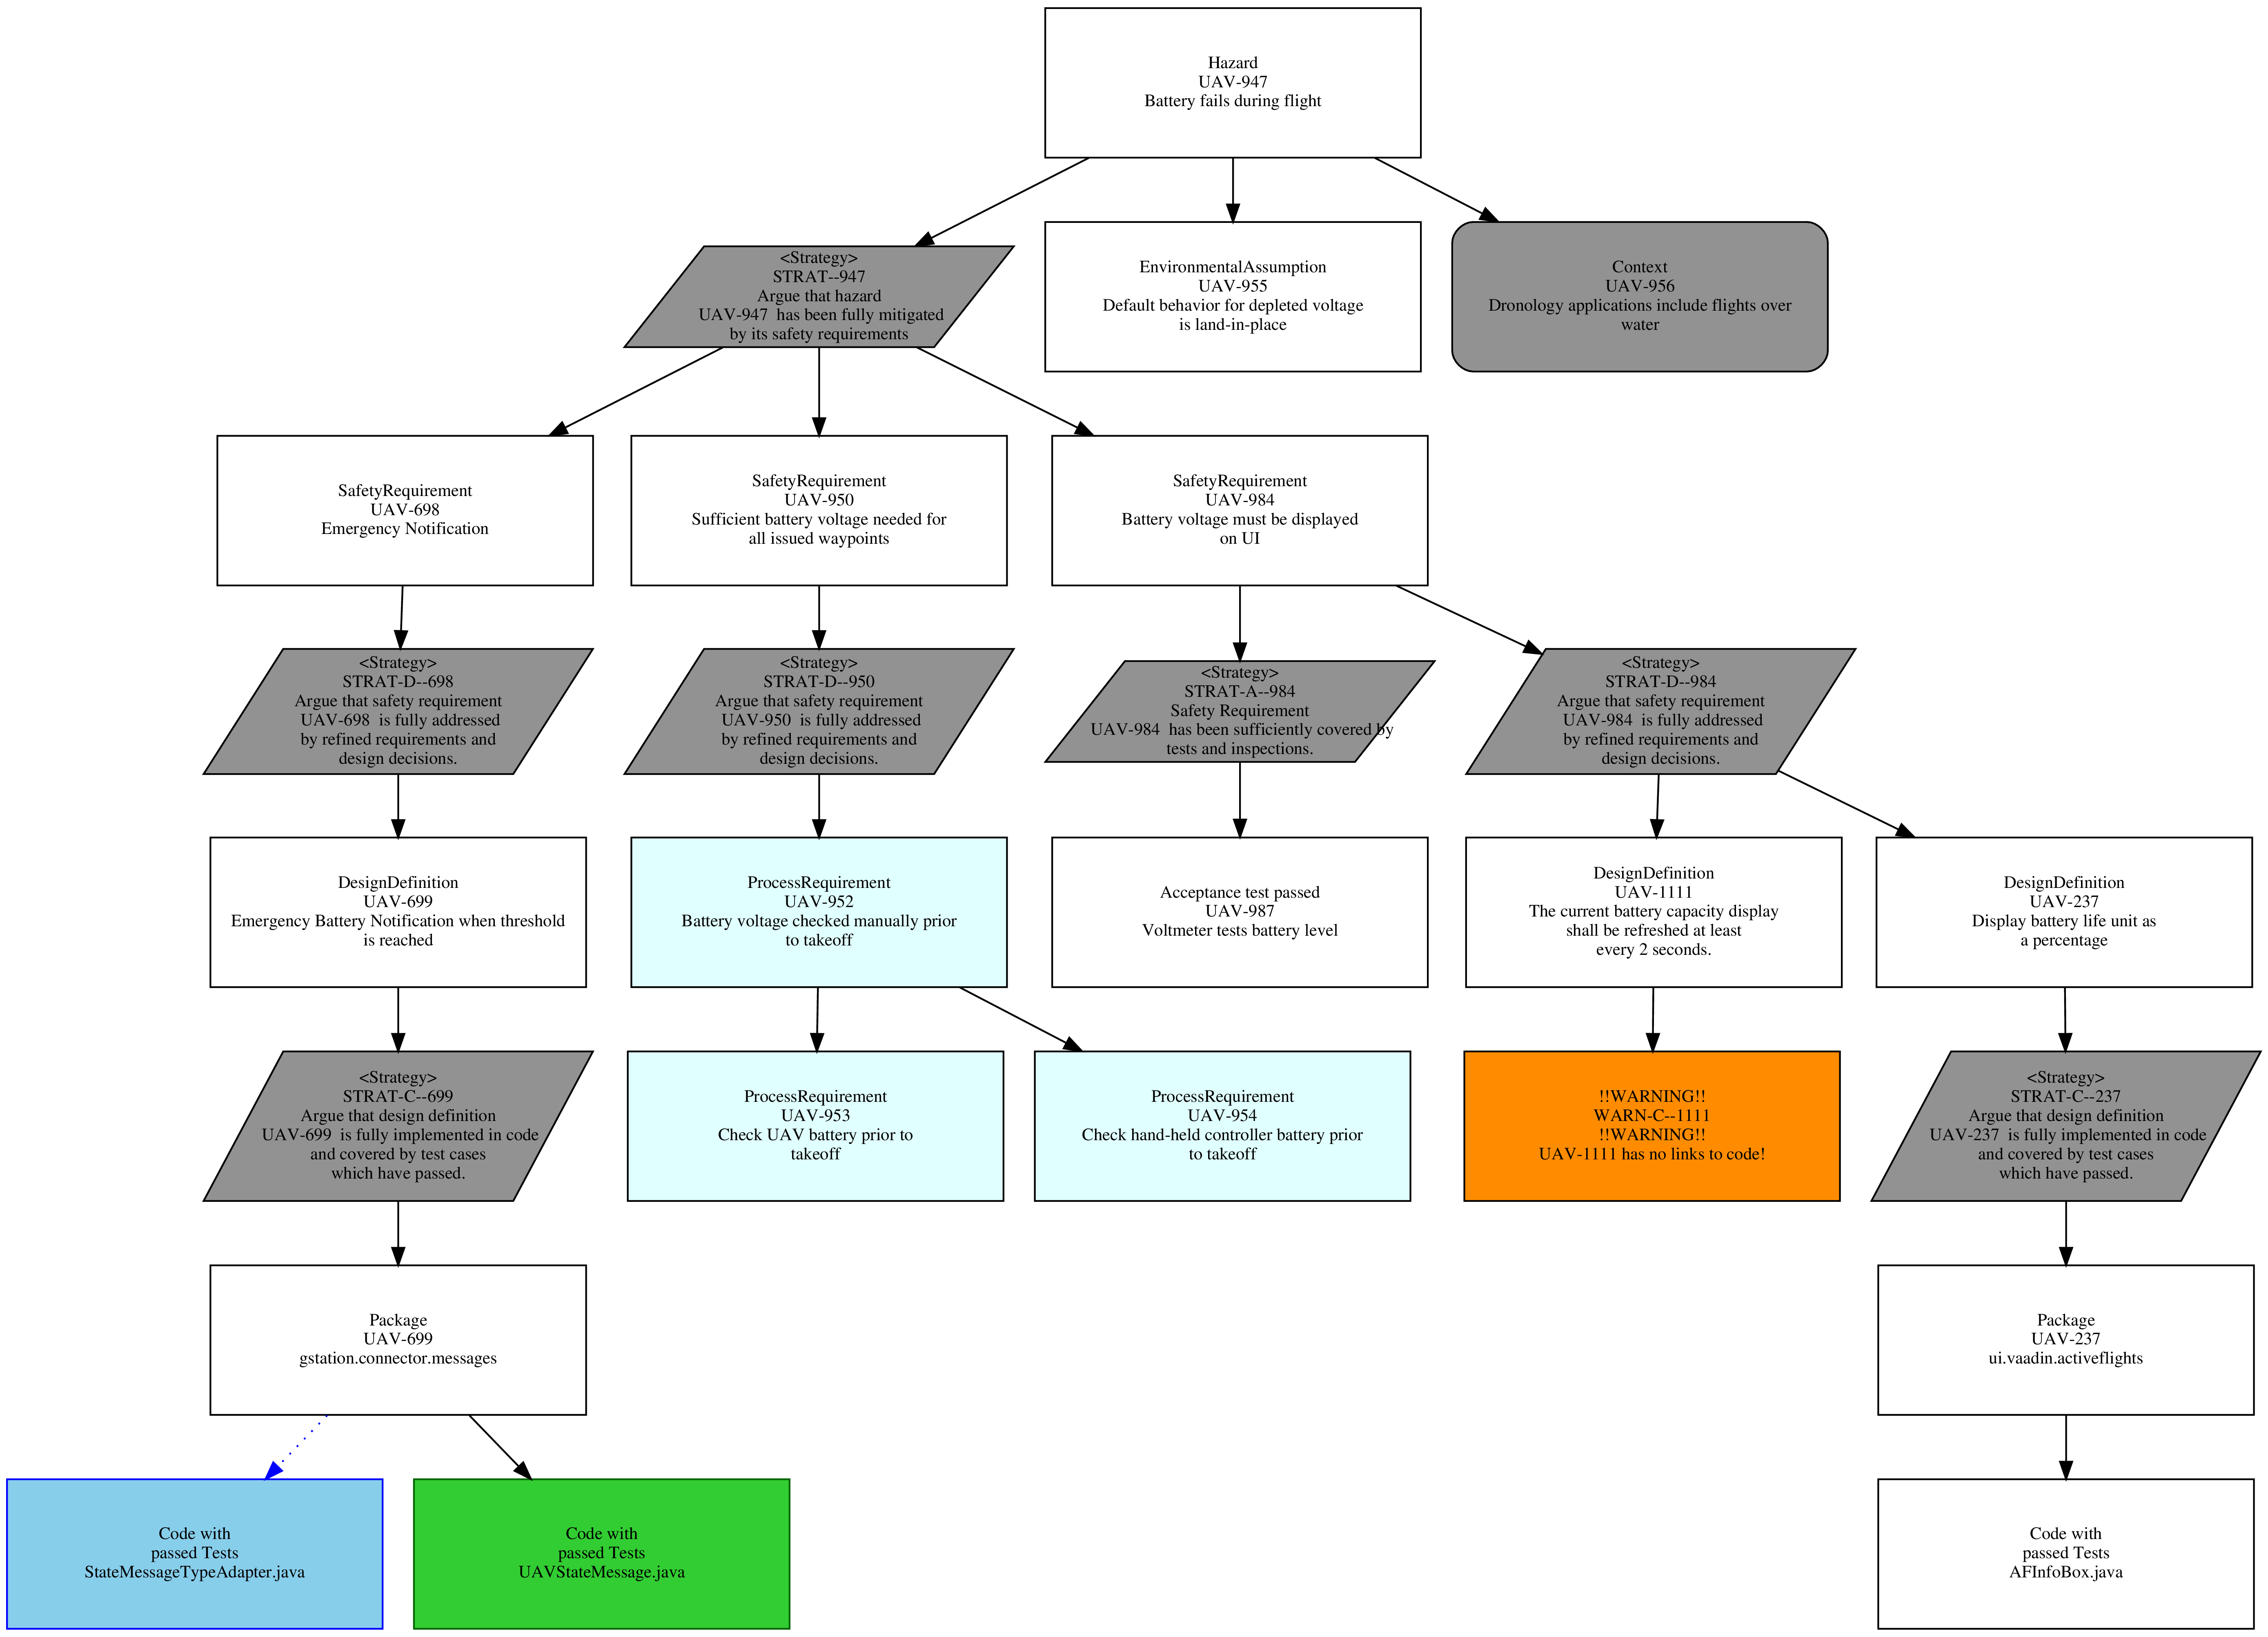 Hazard
UAV-947
Battery fails during flight
<Strategy>
STRAT--947
Argue that hazard
UAV-947  has been fully mitigated
by its safety requirements
EnvironmentalAssumption
UAV-955
Default behavior for depleted voltage
is land-in-place
Context
UAV-956
Dronology applications include flights over
water
SafetyRequirement
UAV-698
Emergency Notification
SafetyRequirement
UAV-950
Sufficient battery voltage needed for
all issued waypoints
SafetyRequirement
UAV-984
Battery voltage must be displayed
on UI
<Strategy>
STRAT-D--698
Argue that safety requirement
UAV-698  is fully addressed
by refined requirements and
design decisions.
<Strategy>
STRAT-D--950
Argue that safety requirement
UAV-950  is fully addressed
by refined requirements and
design decisions.
<Strategy>
STRAT-A--984
Safety Requirement
UAV-984  has been sufficiently covered by
tests and inspections.
<Strategy>
STRAT-D--984
Argue that safety requirement
UAV-984  is fully addressed
by refined requirements and
design decisions.
DesignDefinition
UAV-699
Emergency Battery Notification when threshold
is reached
ProcessRequirement
UAV-952
Battery voltage checked manually prior
to takeoff
Acceptance test passed
UAV-987
Voltmeter tests battery level
DesignDefinition
UAV-1111
The current battery capacity display
shall be refreshed at least
every 2 seconds.
DesignDefinition
UAV-237
Display battery life unit as
a percentage
<Strategy>
STRAT-C--699
Argue that design definition
UAV-699  is fully implemented in code
and covered by test cases
which have passed.
ProcessRequirement
UAV-953
Check UAV battery prior to
takeoff
ProcessRequirement
UAV-954
Check hand-held controller battery prior
to takeoff
!!WARNING!!
WARN-C--1111
!!WARNING!!
UAV-1111 has no links to code!
<Strategy>
STRAT-C--237
Argue that design definition
UAV-237  is fully implemented in code
and covered by test cases
which have passed.
Package
UAV-699
gstation.connector.messages
Package
UAV-237
ui.vaadin.activeflights
Code with
passed Tests
StateMessageTypeAdapter.java
Code with
passed Tests
UAVStateMessage.java
Code with
passed Tests
AFInfoBox.java